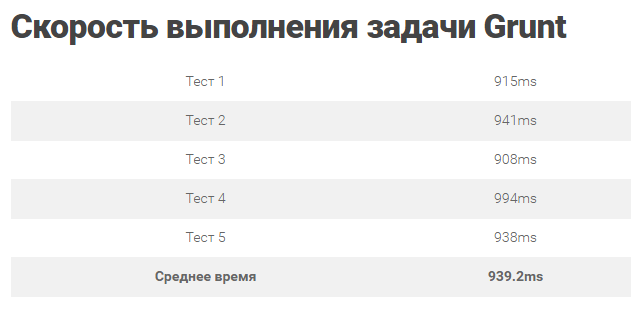 Скорость выполнения задачи Grunt
Тест 1 915ms
Тест 2 941ms
Тест 3 908ms
Тест 4 994ms
Тест 5 938ms
Среднее время 939.2ms